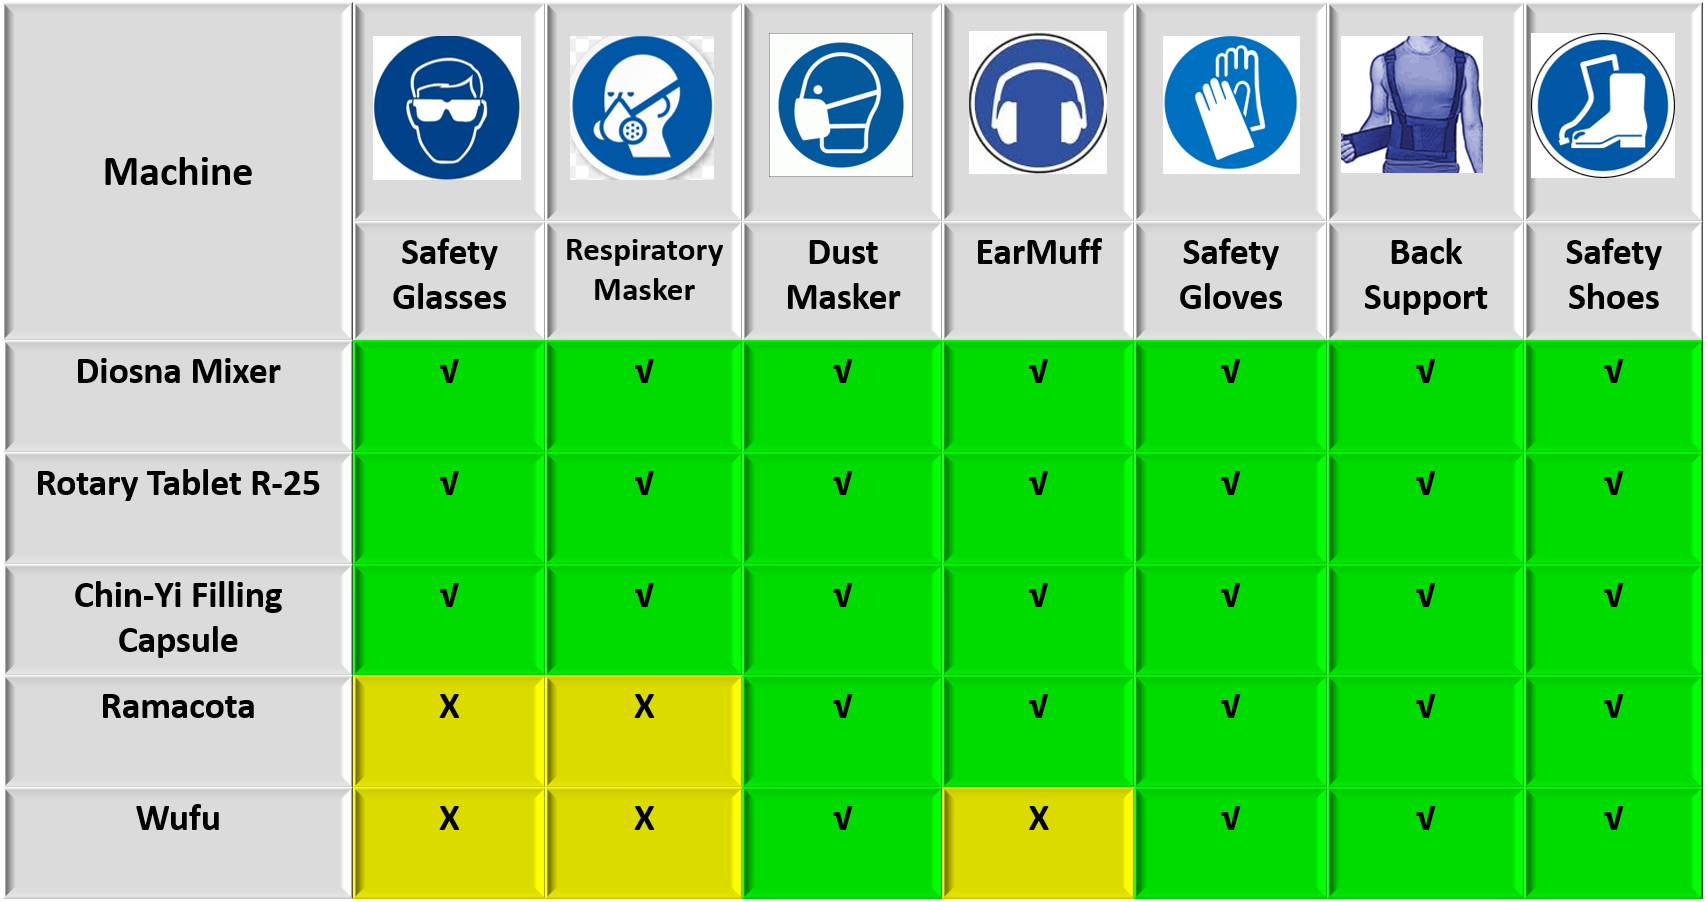 Machine
Safety
Glasses
Respiratory
Masker
Dust
Masker
EarMuff
Safety
Gloves
Back
Support
Safety
Shoes
Diosna Mixer √ √ √ √ √ √ √
Rotary Tablet R-25 √ √ √ √ √ √ √
Chin-Yi Filling √ √ √ √ √ √ √
Capsule
Ramacota X X √ √ √ √ √
Wufu X X √ X √ √ √